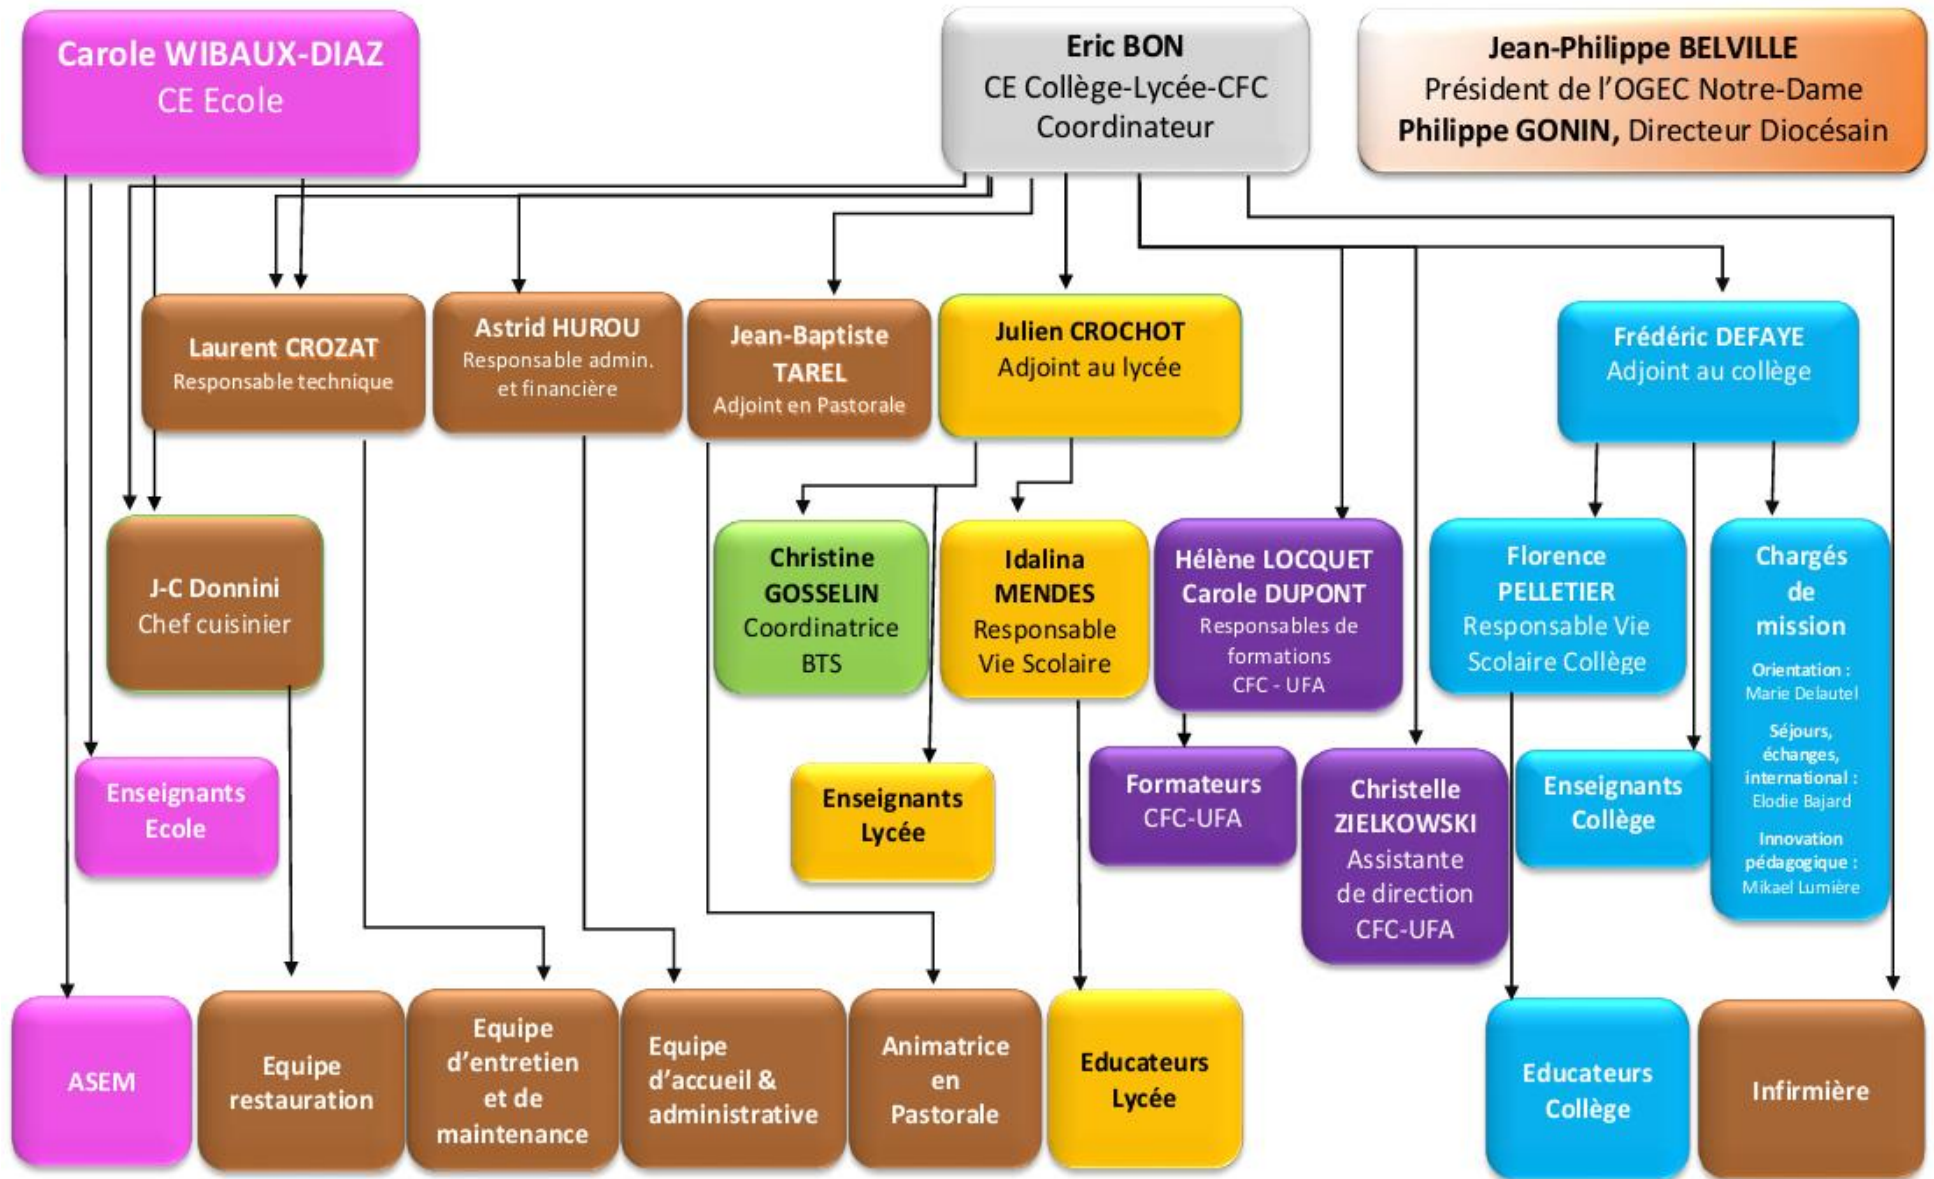 Carole WIBAUX-DIAZ
CE Ecole
Eric BON
CE Collège-Lycée-CFC
Coordinateur
Jean-Philippe BELVILLE
Président de l'OGEC Notre-Dame
Philippe GONIN, Directeur Diocésain
Laurent CROZAT
Responsable technique
Astrid HUROU
Responsable admin.
et financière
Jean-Baptiste
TAREL
Adjoint en Pastorale
Julien CROCHOT
Adjoint au lycée
Frédéric DEFAYE
Adjoint au collège
J-C Donnini
Chef cuisinier
Christine
GOSSELIN
Coordinatrice
BTS
Idalina
MENDES
Responsable
Vie Scolaire
Hélène LOCQUET
Carole DUPONT
Responsables de
formations
CFC - UFA
Florence
PELLETIER
Responsable Vie
Scolaire Collège
Chargés
de
mission
Orientation :
Marie Delautel
Séjours,
échanges,
international :
Elodie Bajard
Innovation
pédagogique :
Mikael Lumière
Enseignants
Ecole
Enseignants
Lycée
Formateurs
CFC-UFA
Christelle
ZIELKOWSKI
Assistante
de direction
CFC-UFA
Enseignants
Collège
ASEM
Equipe
restauration
Equipe
d'entretien
et de
maintenance
Equipe
d'accueil &
administrative
Animatrice
en
Pastorale
Educateurs
Lycée
Educateurs
Collège
Infirmière